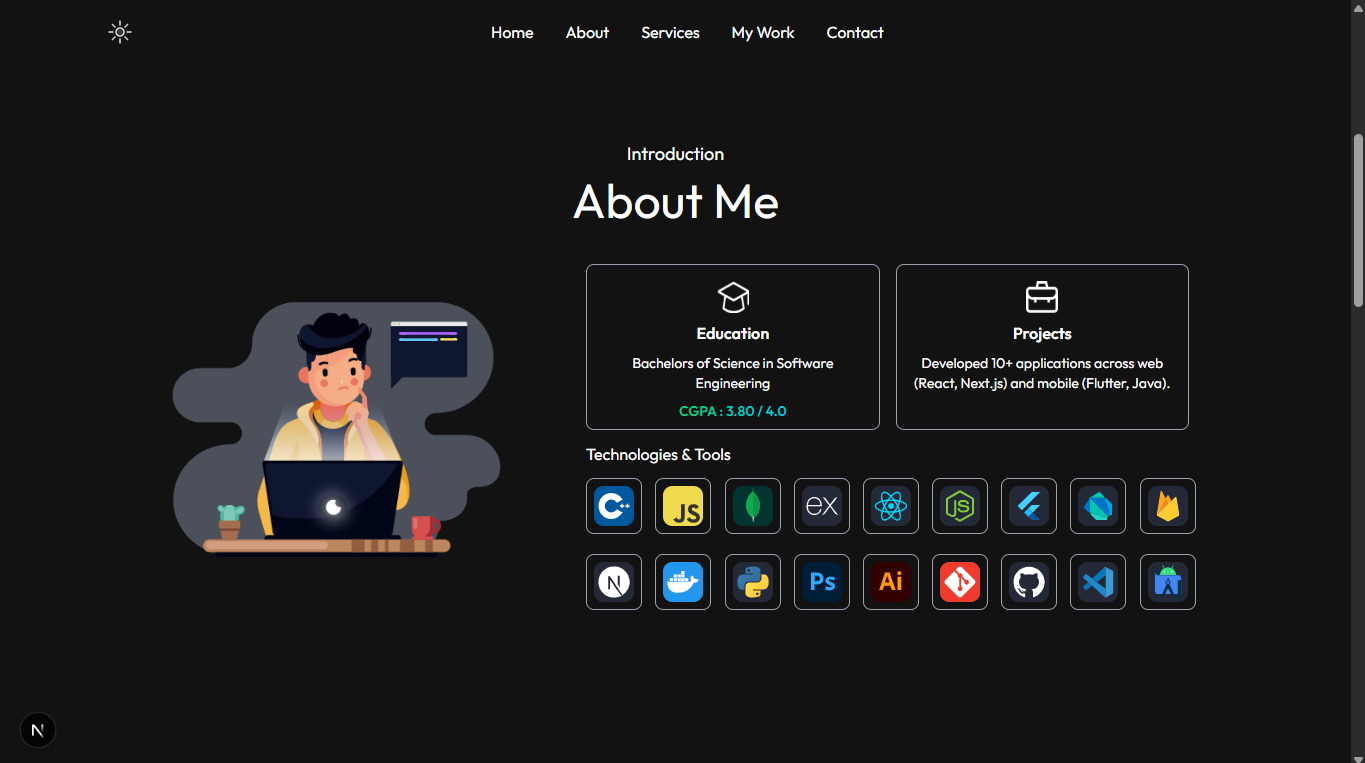 Home About Services My Work Contact
Introduction
About Me
Education
Bachelors of Science in Software
Engineering
CGPA : 3.80 / 4.0
Projects
Developed 10+ applications across web
(React, Next.js) and mobile (Flutter, Java).
Technologies & Tools
C++ JS ex JS
N Ps Ai
N